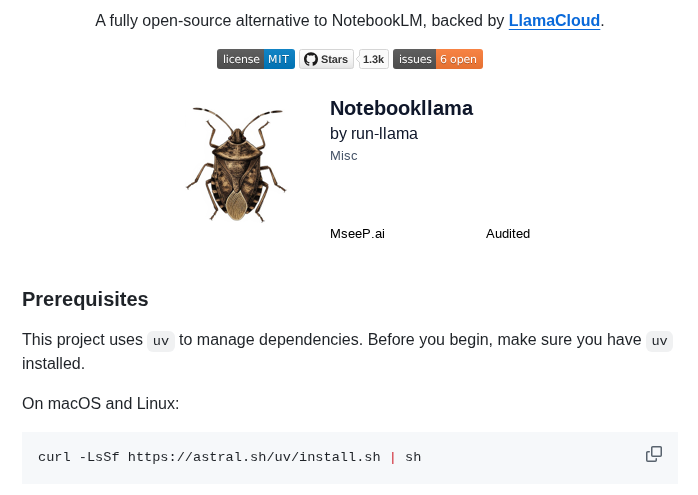 A fully open-source alternative to NotebookLM, backed by LlamaCloud.
license MIT Stars 1.3k issues 6 open
Notebookllama
by run-llama
Misc
MseeP.ai Audited
Prerequisites
This project uses uv to manage dependencies. Before you begin, make sure you have uv
installed.
On macOS and Linux:
curl -LsSf https://astral.sh/uv/install.sh | sh